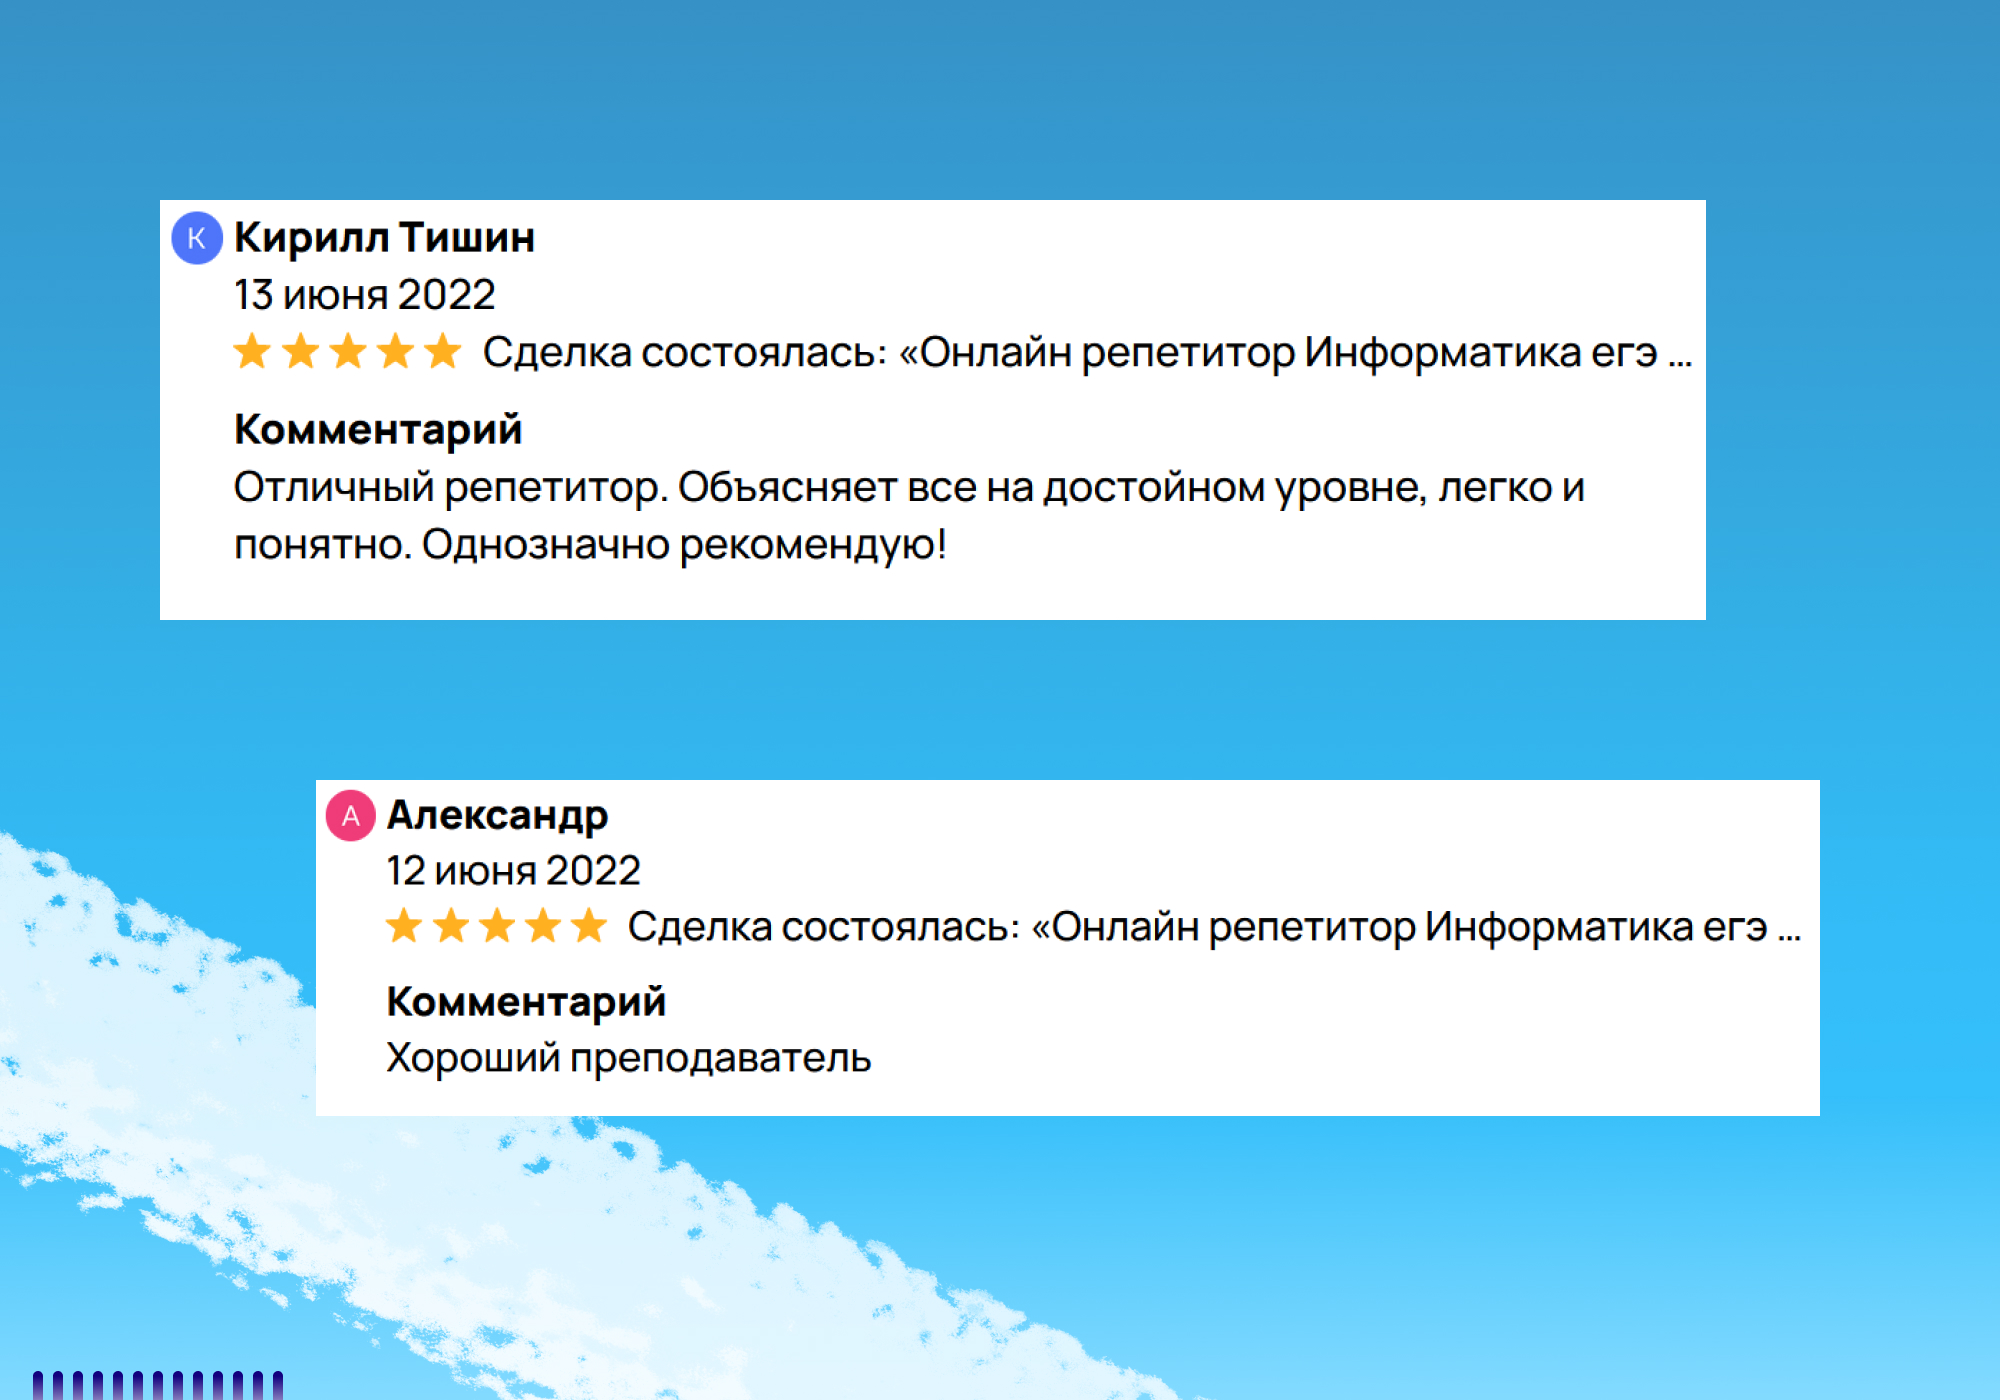 К Кирилл Тишин
13 июня 2022
Сделка состоялась: «Онлайн репетитор Информатика егэ ...
Комментарий
Отличный репетитор. Объясняет все на достойном уровне, легко и
понятно. Однозначно рекомендую!
А Александр
12 июня 2022
Сделка состоялась: «Онлайн репетитор Информатика егэ ...
Комментарий
Хороший преподаватель